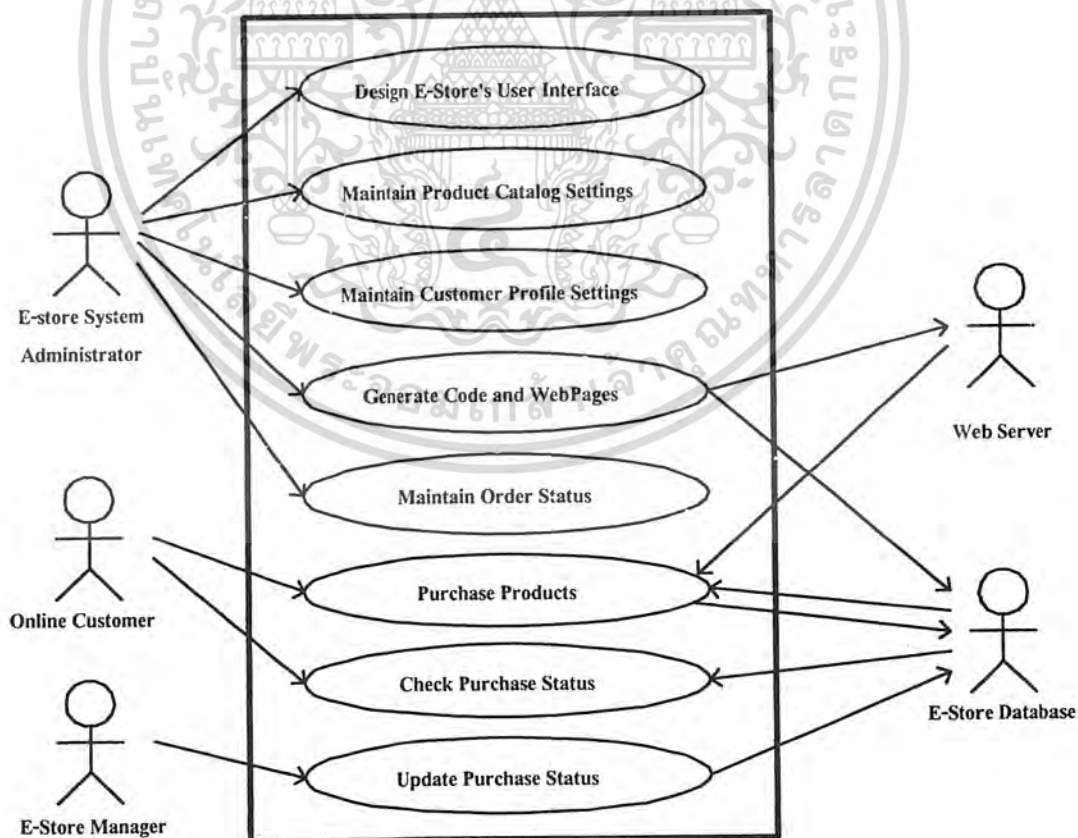 Design E-Store's User Interface
Maintain Product Catalog Settings
Maintain Customer Profile Settings
Generate Code and WebPages
Maintain Order Status
Purchase Products
Check Purchase Status
Update Purchase Status
E-store System
Administrator
Online Customer
E-Store Manager
Web Server
E-Store Database